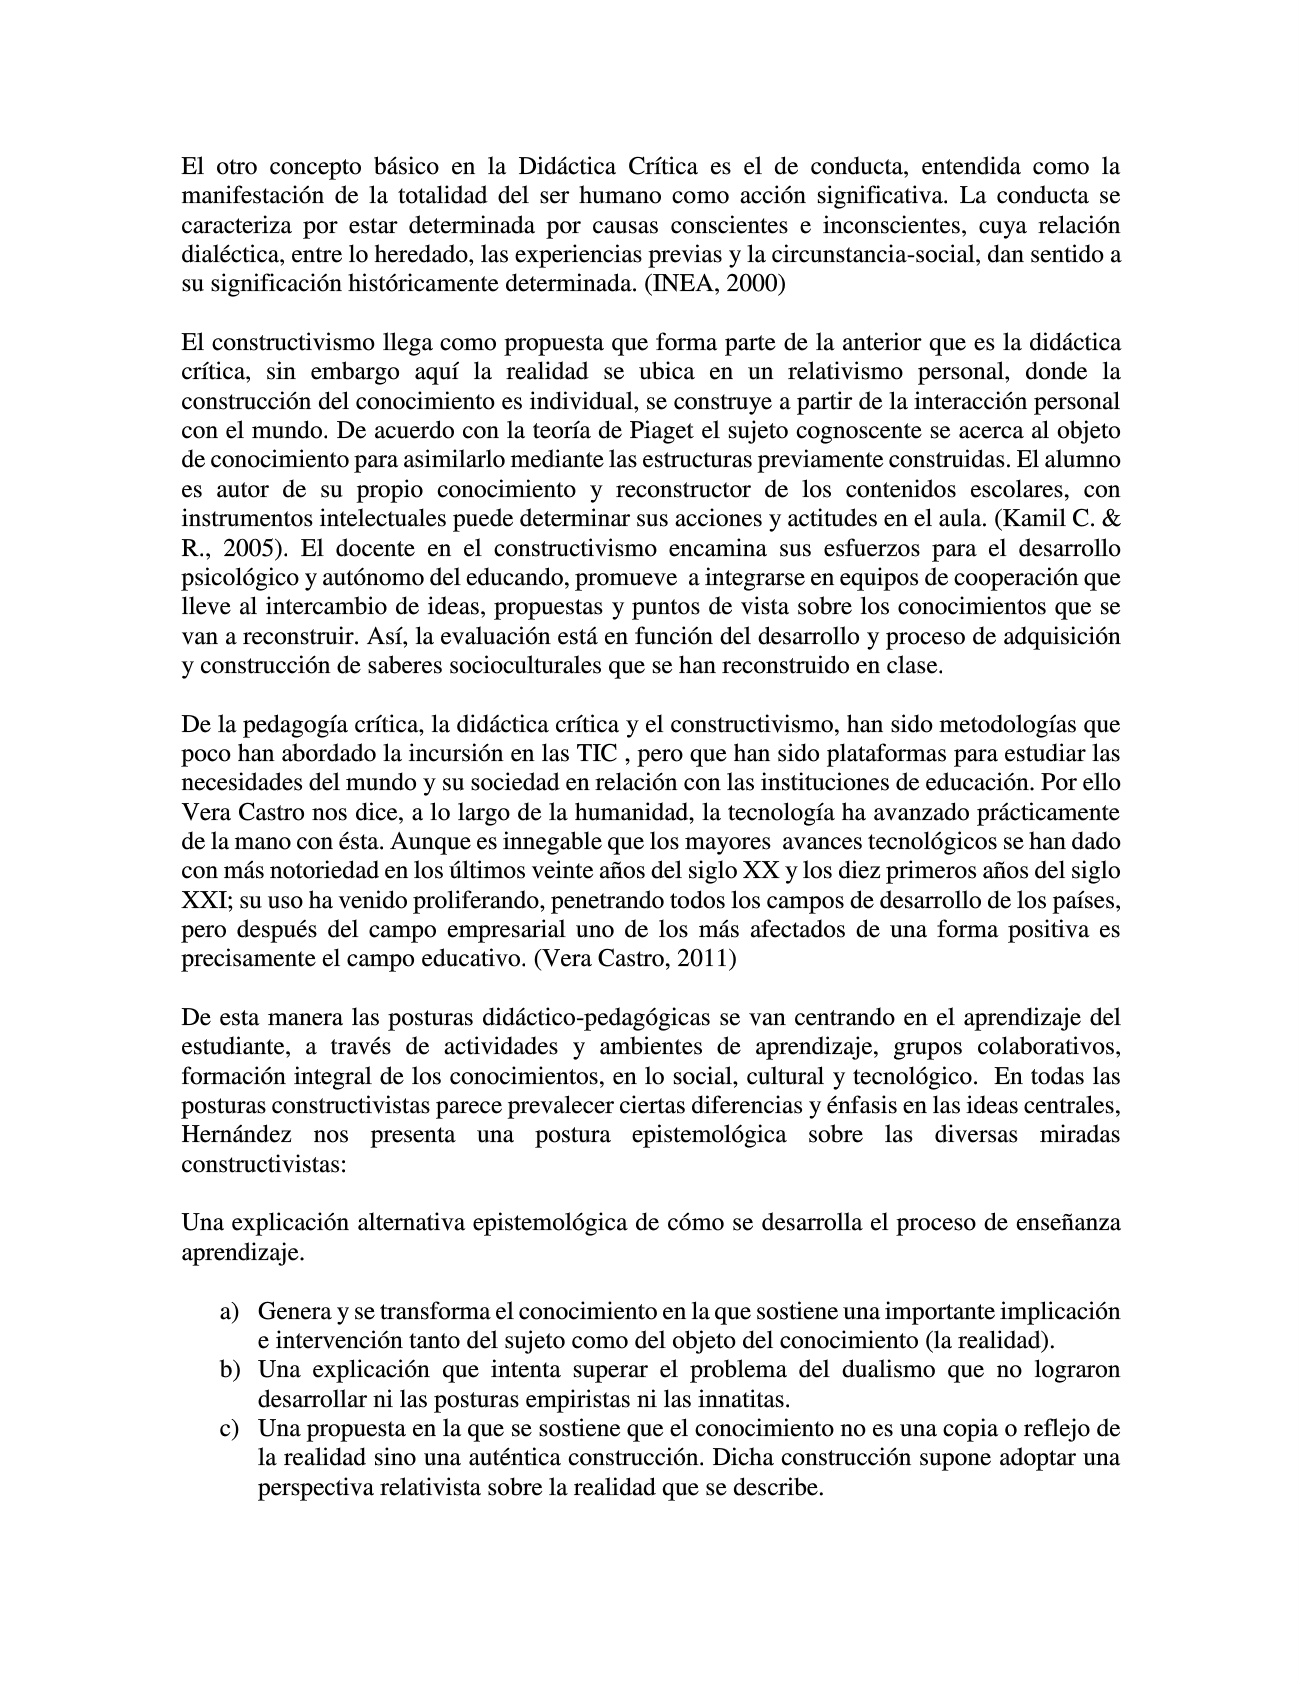 El otro concepto básico en la Didáctica Crítica es el de conducta, entendida como la
manifestación de la totalidad del ser humano como acción significativa. La conducta se
caracteriza por estar determinada por causas conscientes e inconscientes, cuya relación
dialéctica, entre lo heredado, las experiencias previas y la circunstancia-social, dan sentido a
su significación históricamente determinada. (INEA, 2000)
El constructivismo llega como propuesta que forma parte de la anterior que es la didáctica
crítica, sin embargo aquí la realidad se ubica en un relativismo personal, donde la
construcción del conocimiento es individual, se construye a partir de la interacción personal
con el mundo. De acuerdo con la teoría de Piaget el sujeto cognoscente se acerca al objeto
de conocimiento para asimilarlo mediante las estructuras previamente construidas. El alumno
es autor de su propio conocimiento y reconstructor de los contenidos escolares, con
instrumentos intelectuales puede determinar sus acciones y actitudes en el aula. (Kamil C. &
R., 2005). El docente en el constructivismo encamina sus esfuerzos para el desarrollo
psicológico y autónomo del educando, promueve  a integrarse en equipos de cooperación que
lleve al intercambio de ideas, propuestas y puntos de vista sobre los conocimientos que se
van a reconstruir. Así, la evaluación está en función del desarrollo y proceso de adquisición
y construcción de saberes socioculturales que se han reconstruido en clase.
De la pedagogía crítica, la didáctica crítica y el constructivismo, han sido metodologías que
poco han abordado la incursión en las TIC , pero que han sido plataformas para estudiar las
necesidades del mundo y su sociedad en relación con las instituciones de educación. Por ello
Vera Castro nos dice, a lo largo de la humanidad, la tecnología ha avanzado prácticamente
de la mano con ésta. Aunque es innegable que los mayores  avances tecnológicos se han dado
con más notoriedad en los últimos veinte años del siglo XX y los diez primeros años del siglo
XXI; su uso ha venido proliferando, penetrando todos los campos de desarrollo de los países,
pero después del campo empresarial uno de los más afectados de una forma positiva es
precisamente el campo educativo. (Vera Castro, 2011)
De esta manera las posturas didáctico-pedagógicas se van centrando en el aprendizaje del
estudiante, a través de actividades y ambientes de aprendizaje, grupos colaborativos,
formación integral de los conocimientos, en lo social, cultural y tecnológico.  En todas las
posturas constructivistas parece prevalecer ciertas diferencias y énfasis en las ideas centrales,
Hernández nos presenta una postura epistemológica sobre las diversas miradas
constructivistas:
Una explicación alternativa epistemológica de cómo se desarrolla el proceso de enseñanza
aprendizaje.
a) Genera y se transforma el conocimiento en la que sostiene una importante implicación
e intervención tanto del sujeto como del objeto del conocimiento (la realidad).
b) Una explicación que intenta superar el problema del dualismo que no lograron
desarrollar ni las posturas empiristas ni las innatitas.
c) Una propuesta en la que se sostiene que el conocimiento no es una copia o reflejo de
la realidad sino una auténtica construcción. Dicha construcción supone adoptar una
perspectiva relativista sobre la realidad que se describe.